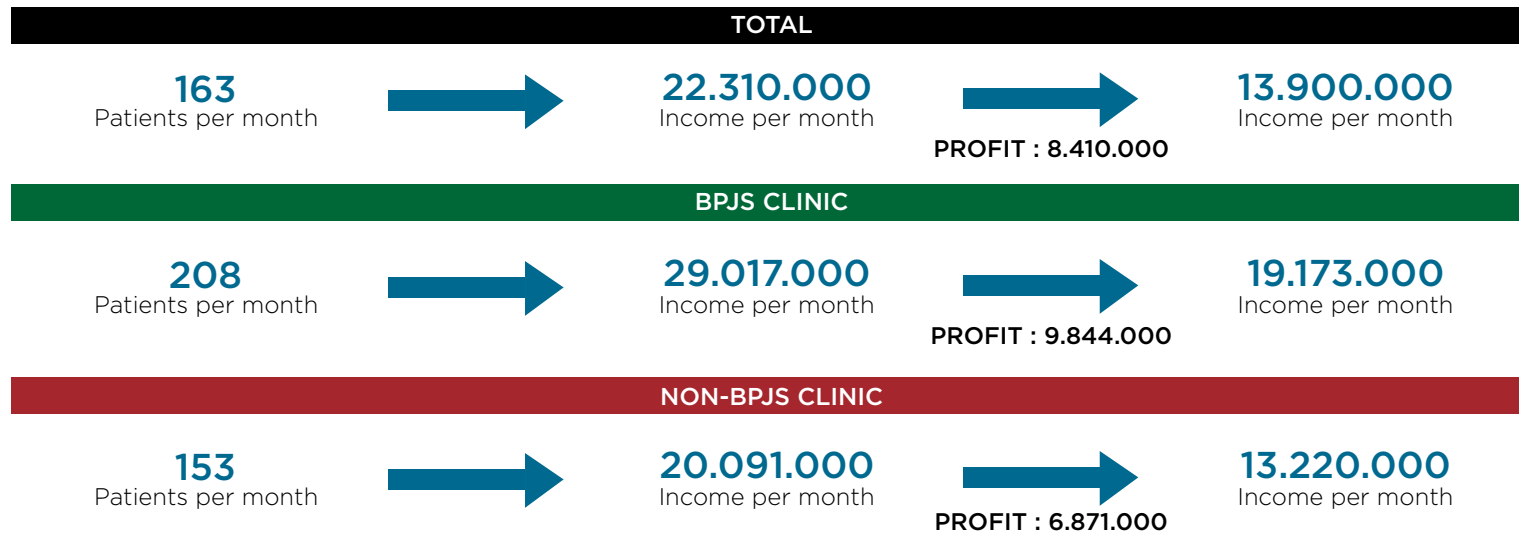 TOTAL
163
Patients per month
22.310.000
Income per month
PROFIT : 8.410.000
13.900.000
Income per month
BPJS CLINIC
208
Patients per month
29.017.000
Income per month
PROFIT : 9.844.000
19.173.000
Income per month
NON-BPJS CLINIC
153
Patients per month
20.091.000
Income per month
PROFIT : 6.871.000
13.220.000
Income per month